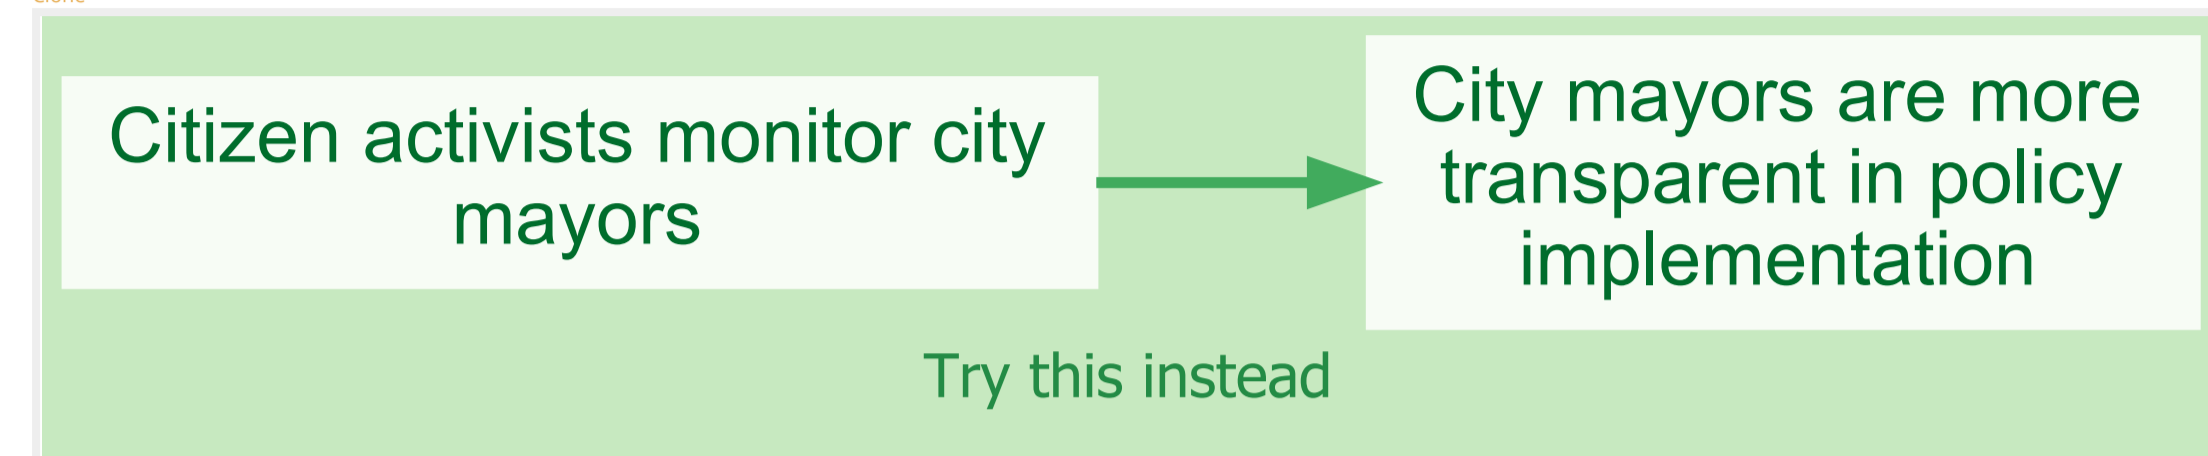 Citizen activists monitor city
mayors
City mayors are more
transparent in policy
implementation
Try this instead